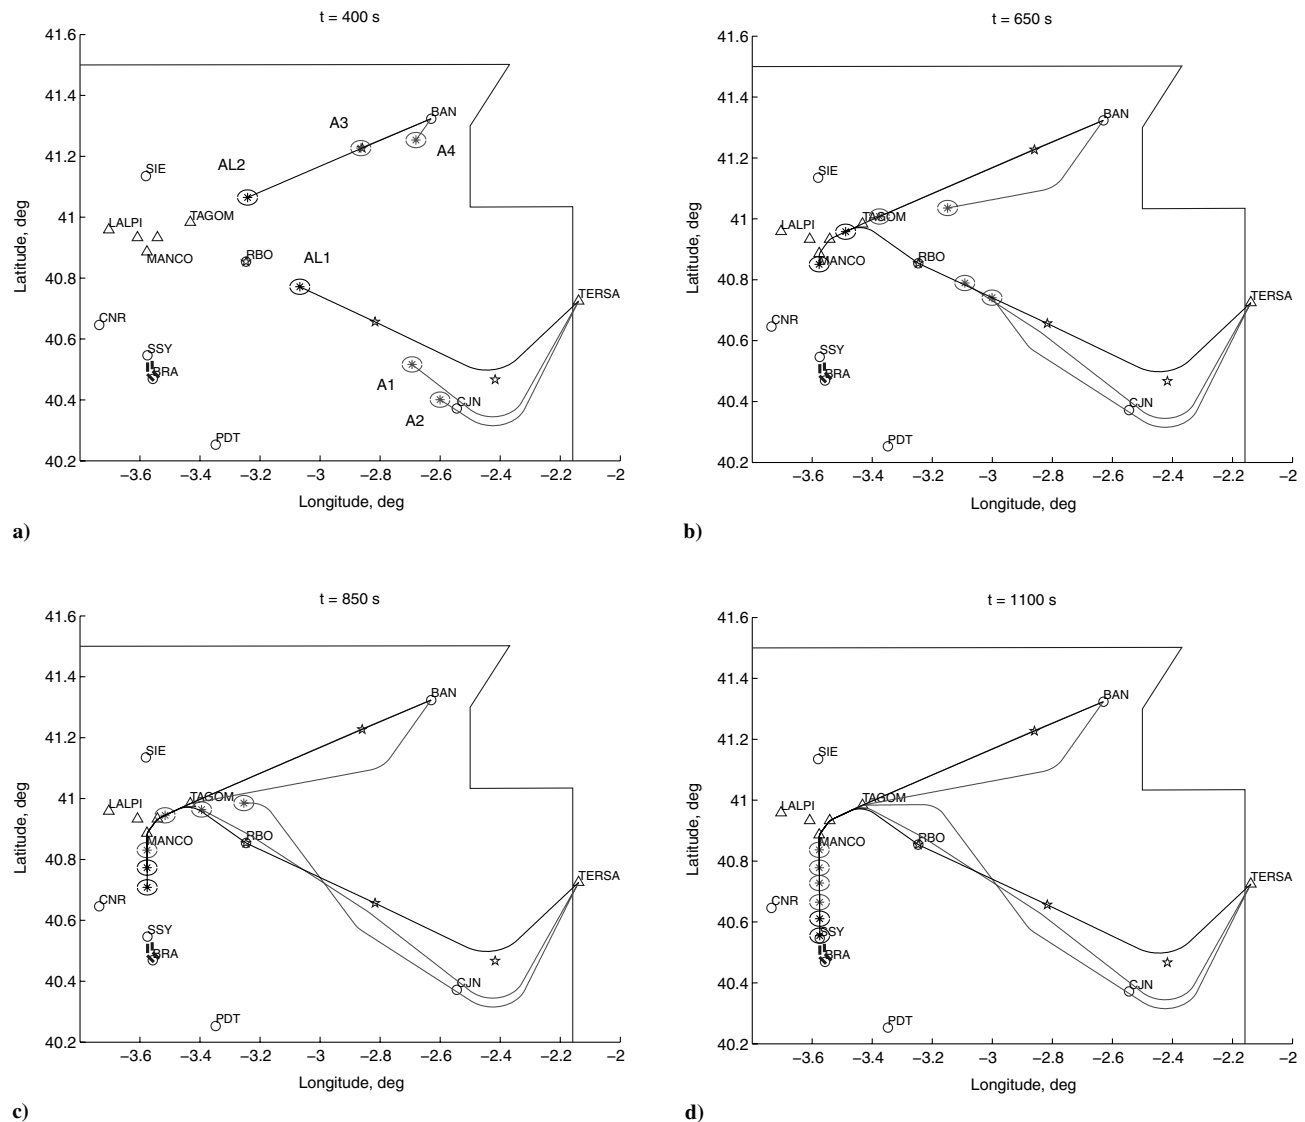 t = 400 s
41.6
41.4
41.2
41
40.8
40.6
40.4
40.2
Latitude, deg
BAN
A3
A4
AL2
SIE
LALPI
TAGOM
MANCO
RBO
AL1
TERSA
CNR
SSY
BRA
A1
A2
CJN
PDT
−3.6 −3.4 −3.2 −3 −2.8 −2.6 −2.4 −2.2 −2
Longitude, deg
a)
t = 650 s
41.6
41.4
41.2
41
40.8
40.6
40.4
40.2
Latitude, deg
BAN
SIE
LALPI
TAGOM
MANCO
RBO
TERSA
CNR
SSY
BRA
CJN
PDT
−3.6 −3.4 −3.2 −3 −2.8 −2.6 −2.4 −2.2 −2
Longitude, deg
b)
t = 850 s
41.6
41.4
41.2
41
40.8
40.6
40.4
40.2
Latitude, deg
BAN
SIE
LALPI
TAGOM
MANCO
RBO
TERSA
CNR
SSY
BRA
CJN
PDT
−3.6 −3.4 −3.2 −3 −2.8 −2.6 −2.4 −2.2 −2
Longitude, deg
c)
t = 1100 s
41.6
41.4
41.2
41
40.8
40.6
40.4
40.2
Latitude, deg
BAN
SIE
LALPI
TAGOM
MANCO
RBO
TERSA
CNR
SSY
BRA
CJN
PDT
−3.6 −3.4 −3.2 −3 −2.8 −2.6 −2.4 −2.2 −2
Longitude, deg
d)